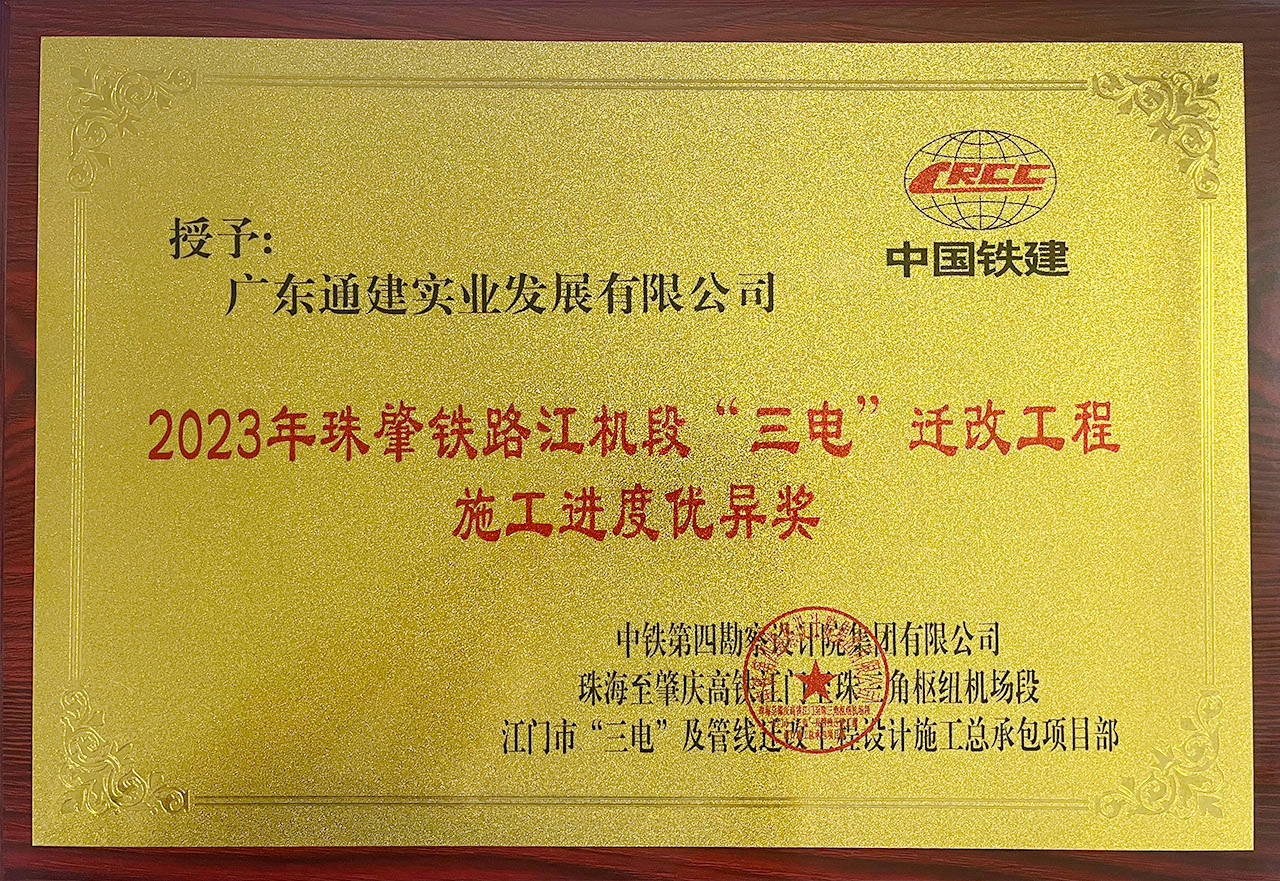 CRCC
中国铁建
授予:
广东通建实业发展有限公司
2023年珠肇铁路江机段“三电”迁改工程
施工进度优异奖
中铁第四勘察设计院集团有限公司
珠海至肇庆高铁江门至珠三角枢纽机场段
江门市“三电”及管线迁改工程设计施工总承包项目部